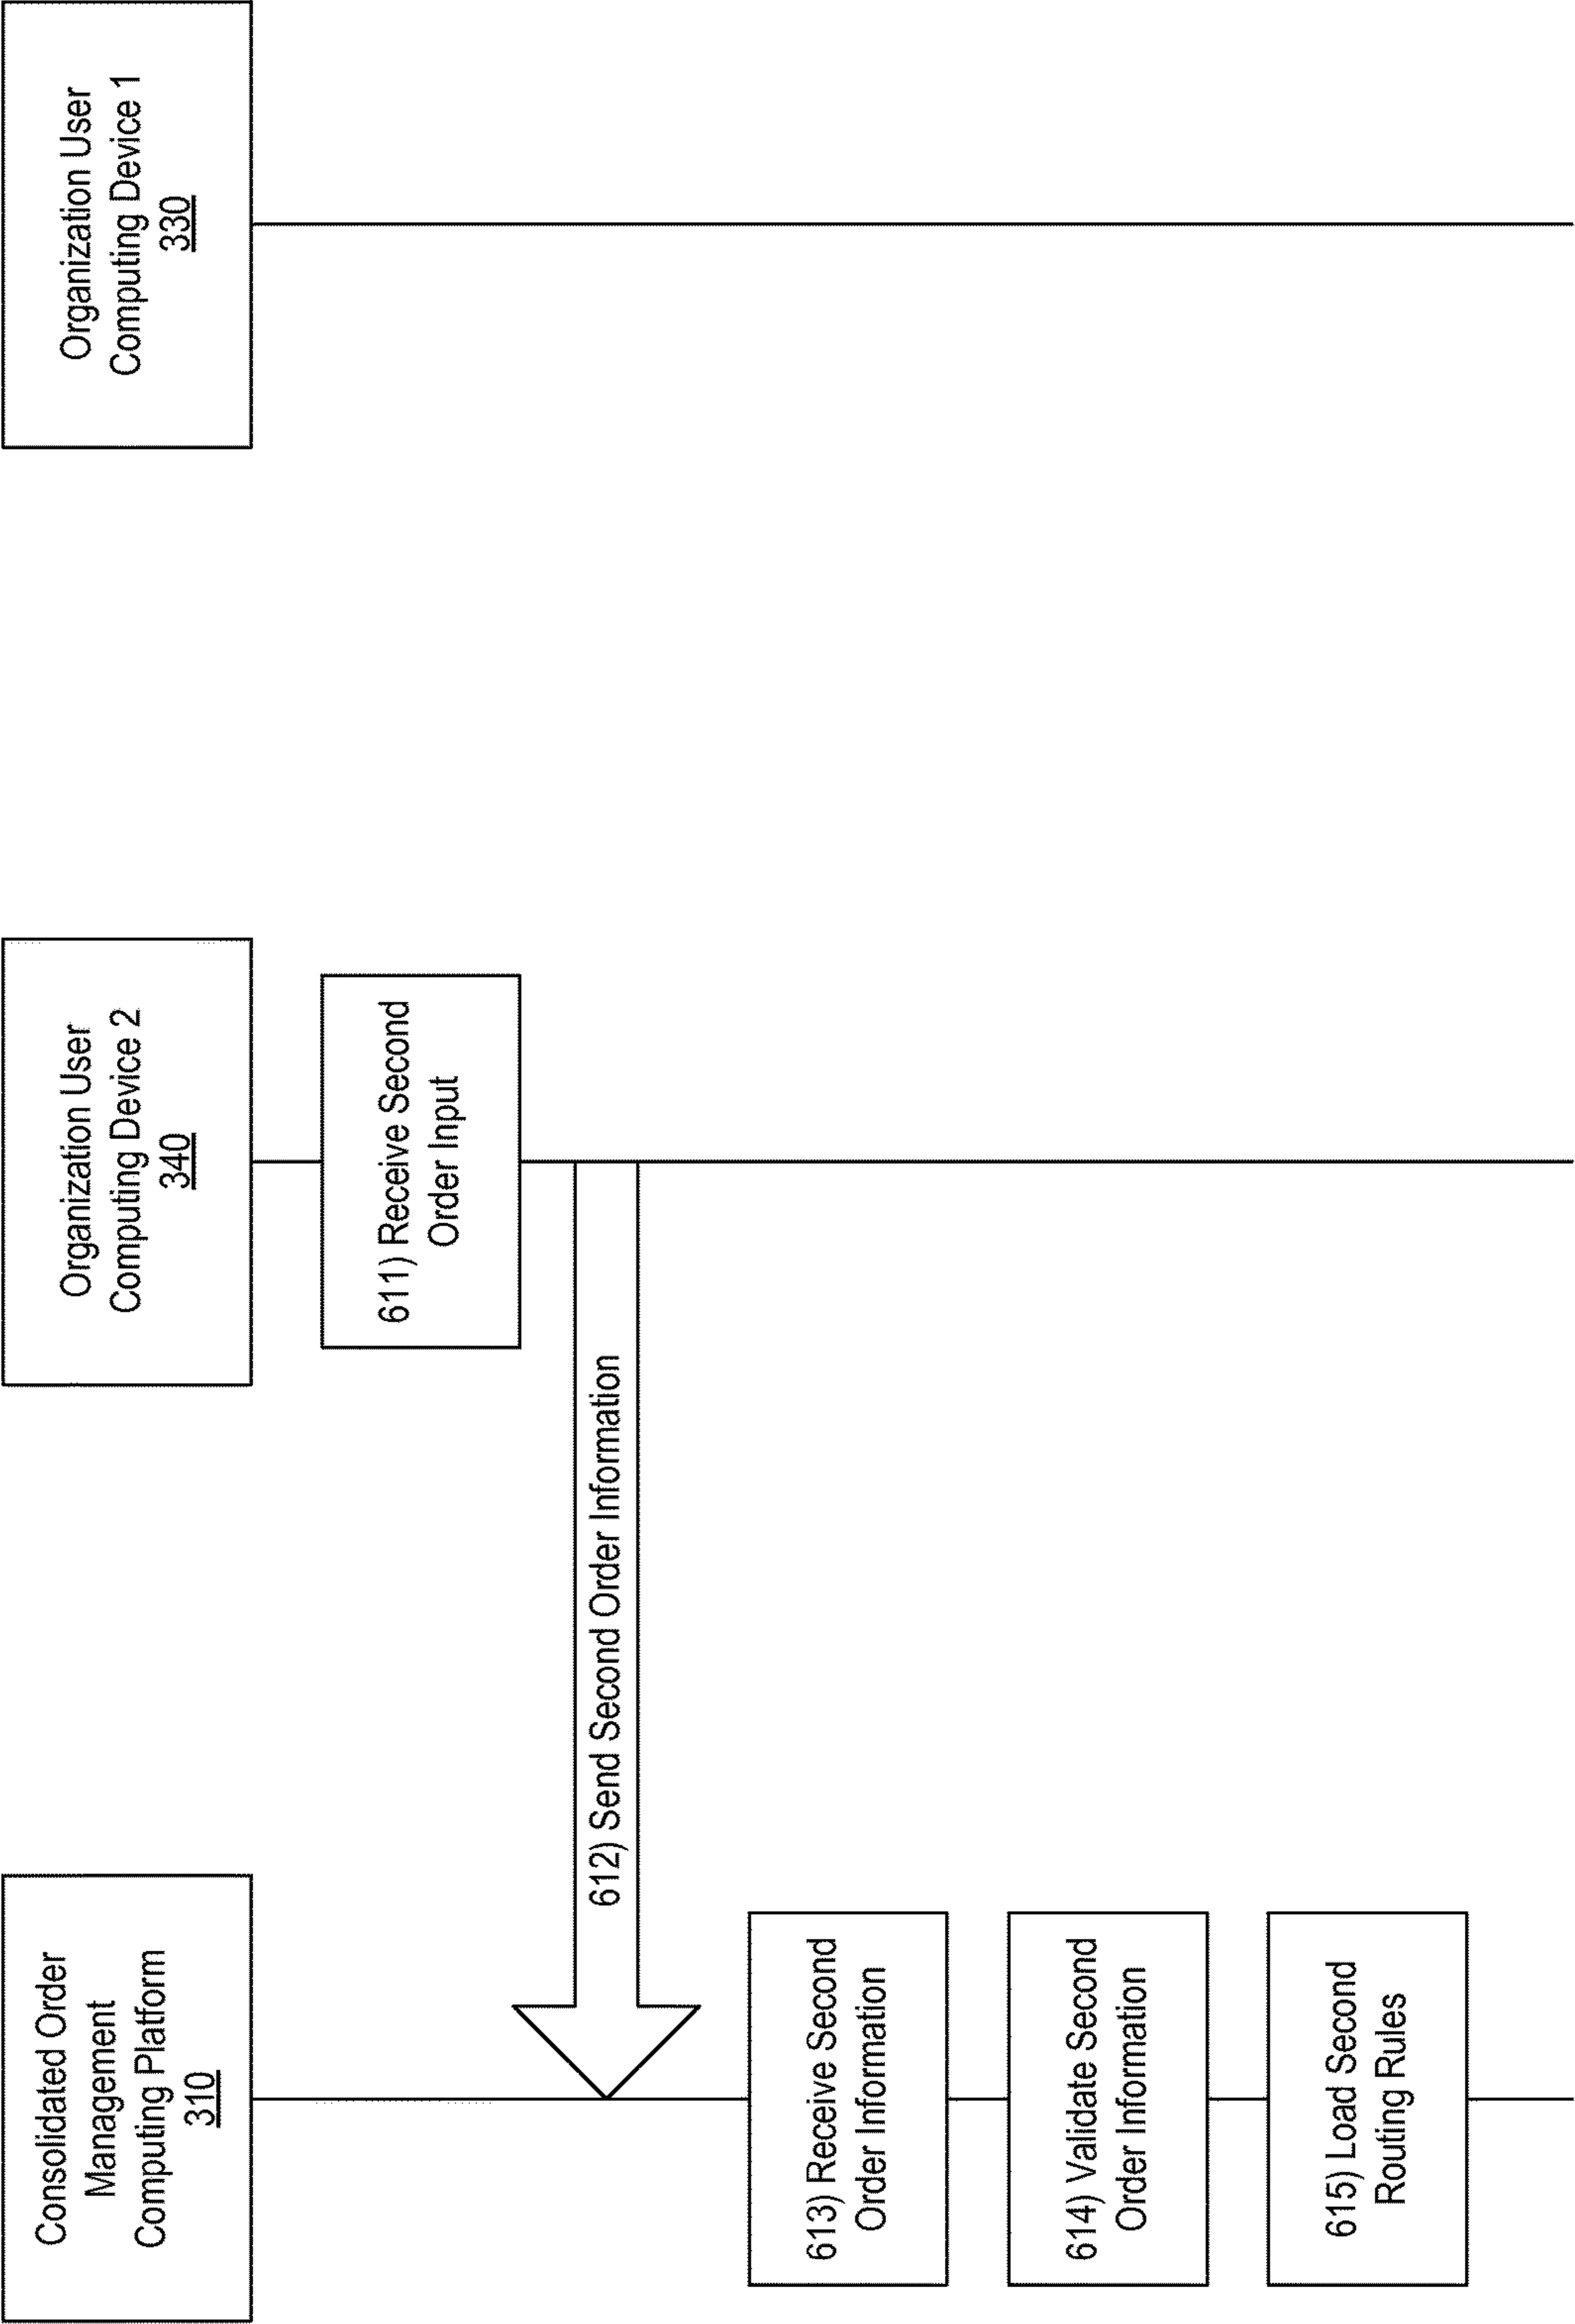 Consolidated Order
Management
Computing Platform
310
Organization User
Computing Device 2
340
Organization User
Computing Device 1
330
611) Receive Second
Order Input
612) Send Second Order Information
613) Receive Second
Order Information
614) Validate Second
Order Information
615) Load Second
Routing Rules